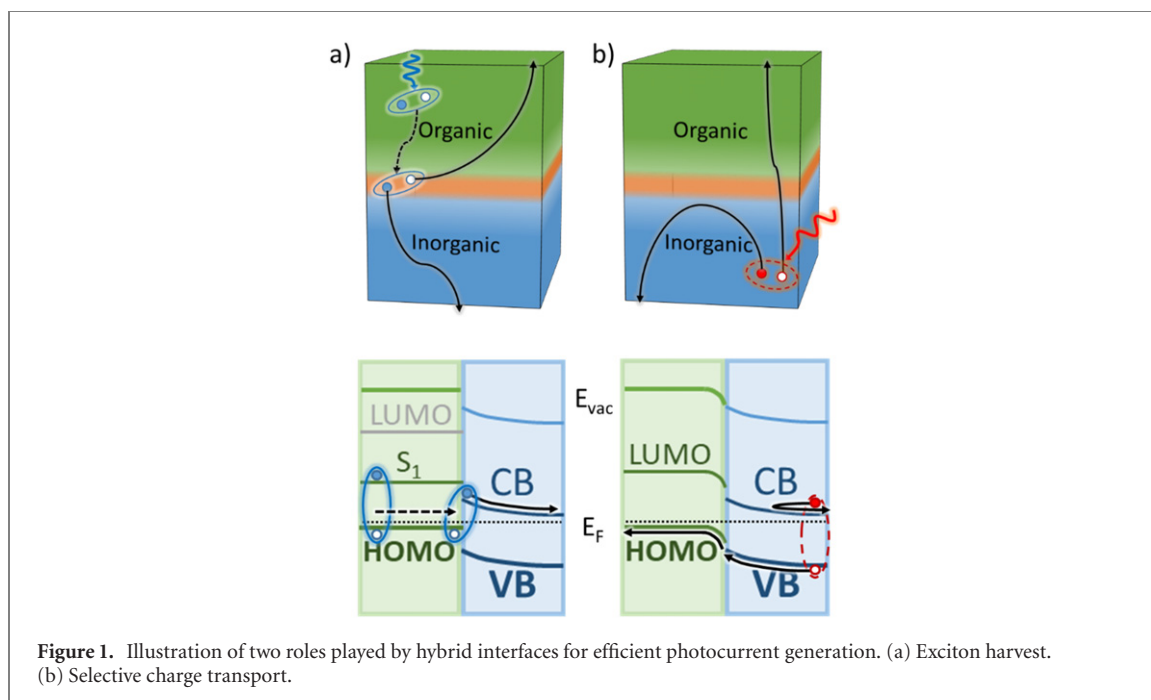 a)
b)
Organic
Organic
Inorganic
Inorganic
E_vac
LUMO
LUMO
S_1
CB
CB
E_F
HOMO
HOMO
VB
VB
Figure 1. Illustration of two roles played by hybrid interfaces for efficient photocurrent generation. (a) Exciton harvest.
(b) Selective charge transport.